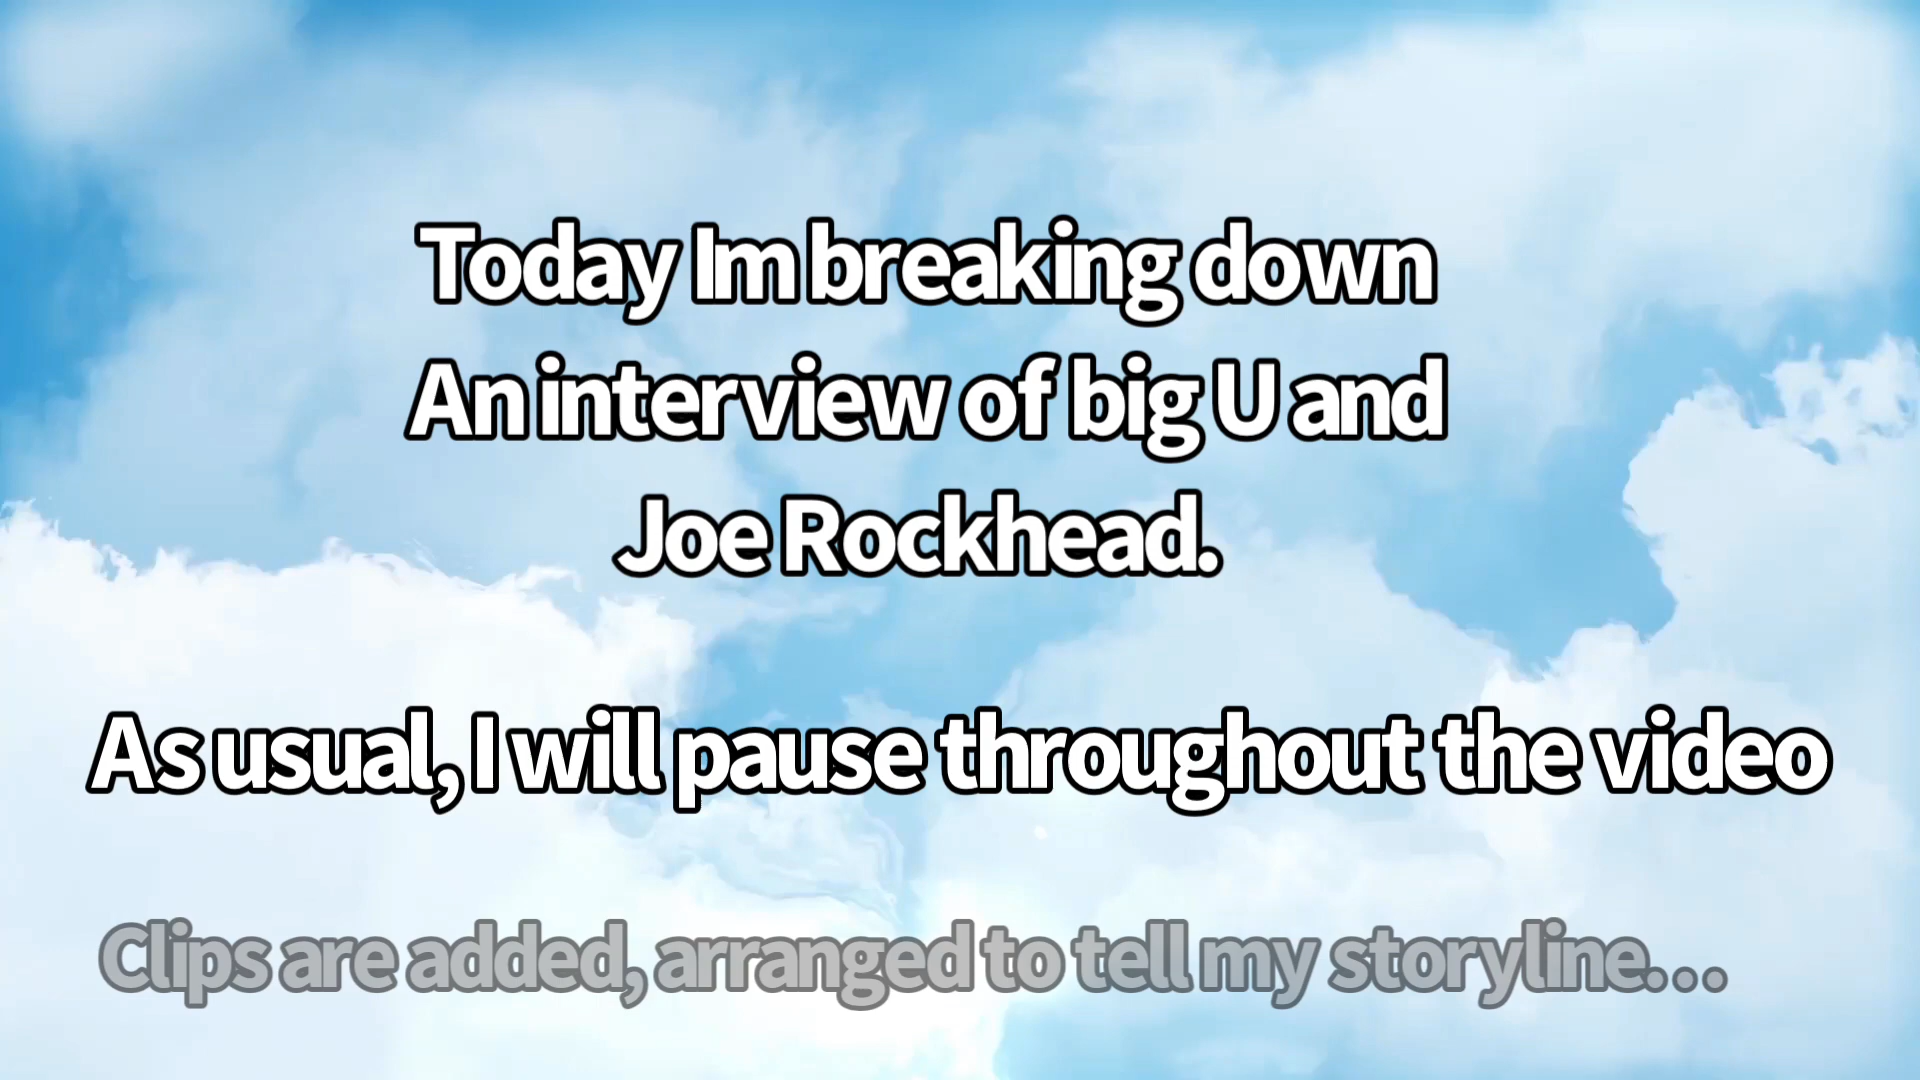 Today Im breaking down
An interview of big U and
Joe Rockhead.
As usual, I will pause throughout the video
Clips are added, arranged to tell my storyline...